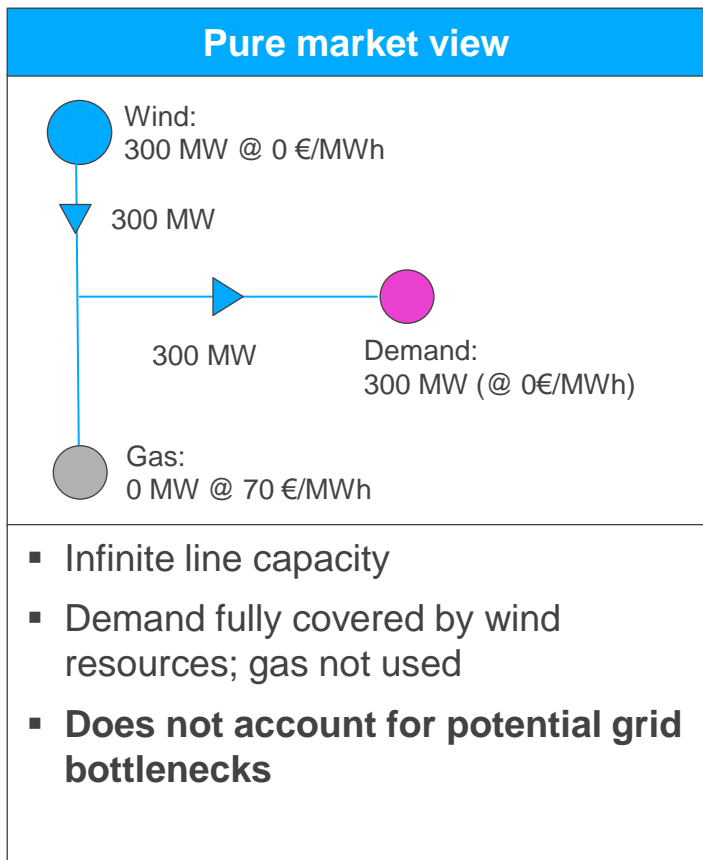 Pure market view
Wind:
300 MW @ 0 €/MWh
300 MW
300 MW
Demand:
300 MW (@ 0€/MWh)
Gas:
0 MW @ 70 €/MWh
▪ Infinite line capacity
▪ Demand fully covered by wind
resources; gas not used
▪ Does not account for potential grid
bottlenecks